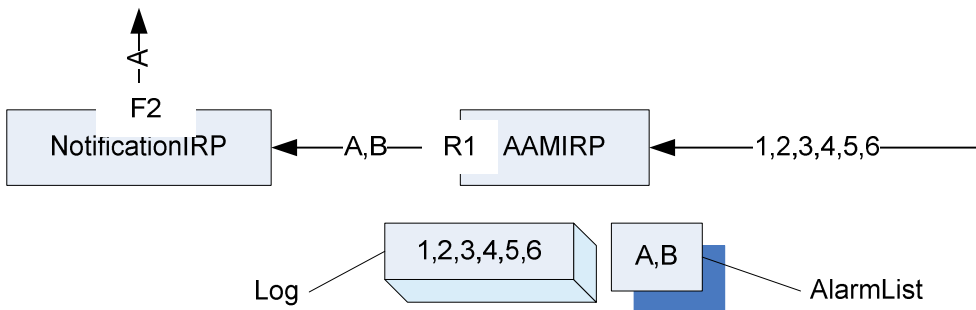 A
F2
NotificationIRP
A,B
R1
AAMIRP
1,2,3,4,5,6
1,2,3,4,5,6
A,B
Log
AlarmList